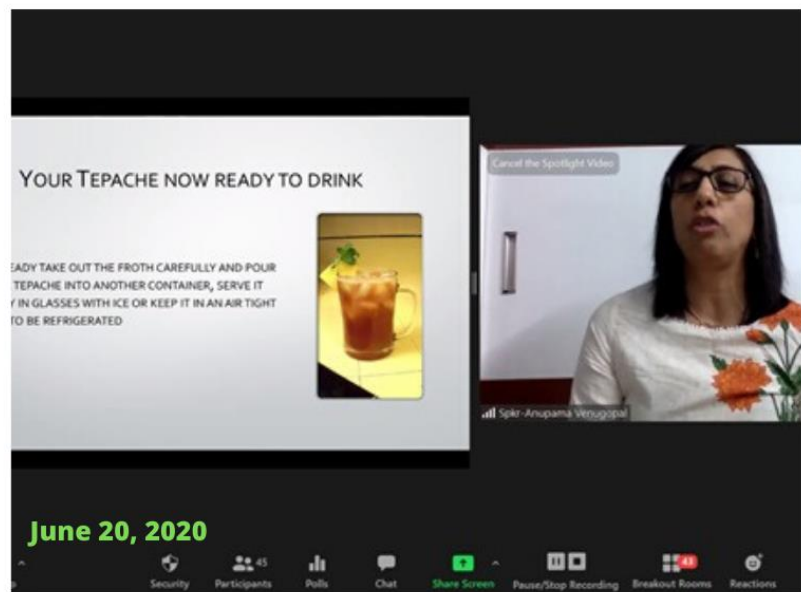 YOUR TEPACHE NOW READY TO DRINK
EADY TAKE OUT THE FROTH CAREFULLY AND POUR
TEPACHE INTO ANOTHER CONTAINER, SERVE IT
Y IN GLASSES WITH ICE OR KEEP IT IN AN AIR TIGHT
TO BE REFRIGERATED
Cancel the Spotlight Video
Spkr-Anupama Venugopal
June 20, 2020
45
43
Security
Participants
Polls
Chat
Share Screen
Pause/Stop Recording
Breakout Rooms
Reactions